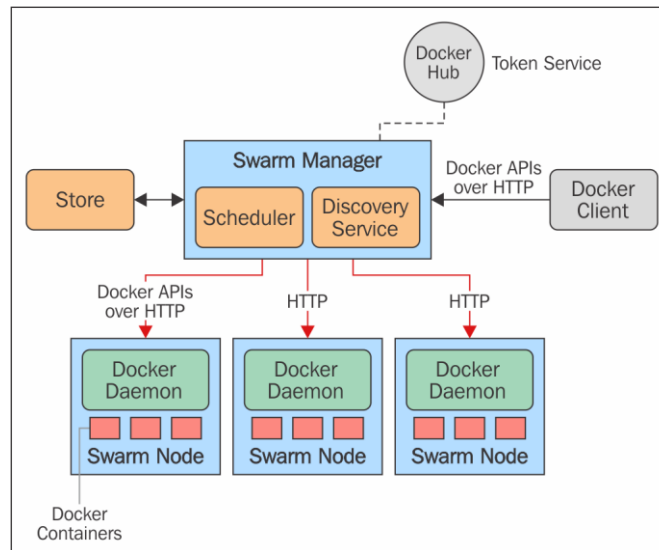 Docker
Hub
Token Service
Swarm Manager
Scheduler
Discovery
Service
Store
Docker APIs
over HTTP
Docker
Client
Docker APIs
over HTTP
HTTP
HTTP
Docker
Daemon
Swarm Node
Docker
Daemon
Swarm Node
Docker
Daemon
Swarm Node
Docker
Containers